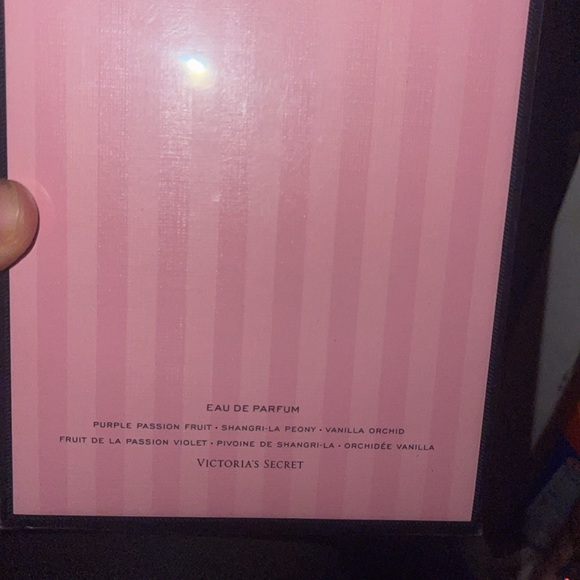 EAU DE PARFUM
PURPLE PASSION FRUIT • SHANGRI-LA PEONY • VANILLA ORCHID
FRUIT DE LA PASSION VIOLET • PIVOINE DE SHANGRI-LA • ORCHIDÉE VANILLA
VICTORIA'S SECRET